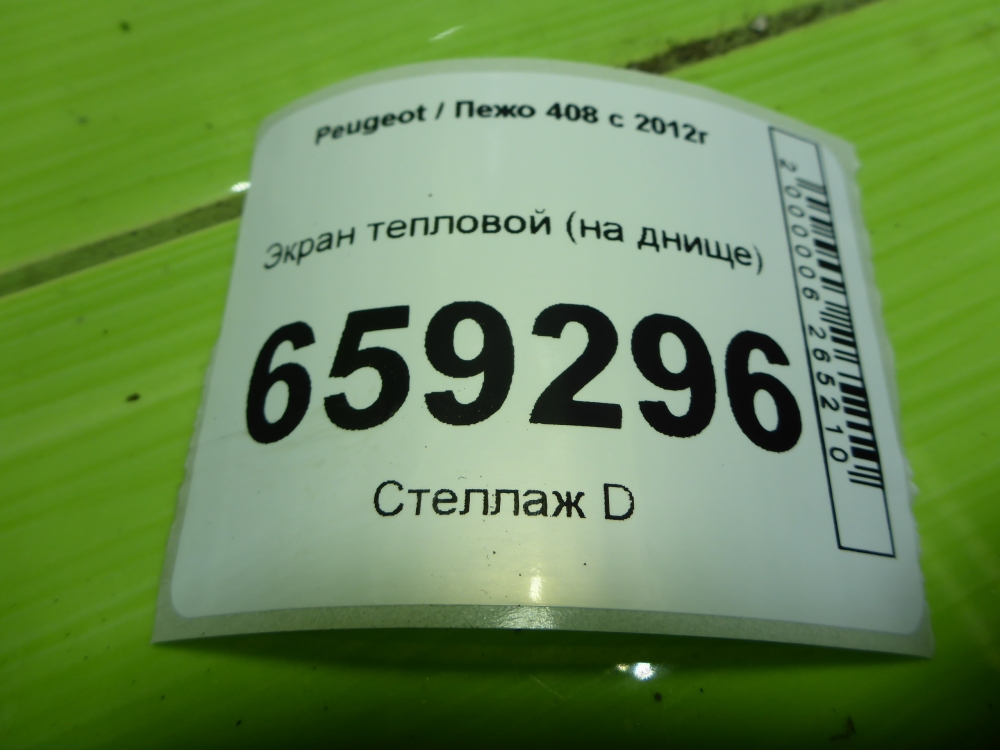 Peugeot / Пежо 408 с 2012г
Экран тепловой (на днище)
659296
Стеллаж D
2000006265210